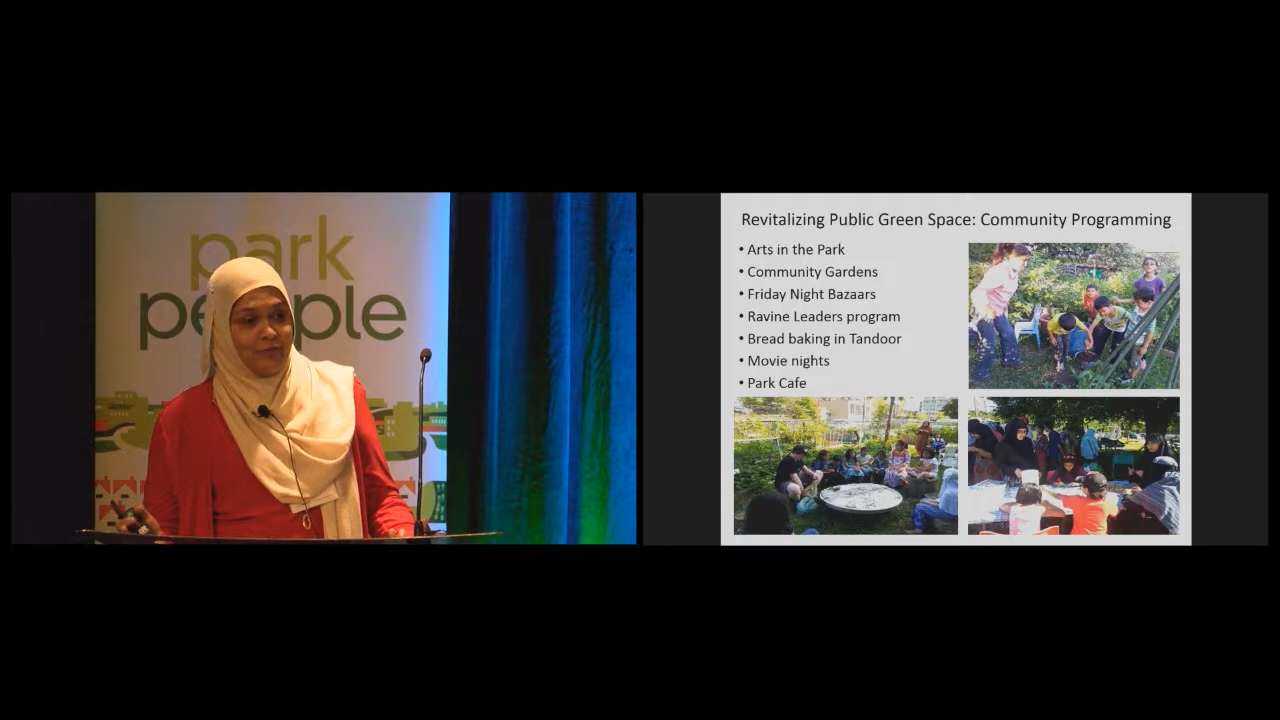 park
people
Revitalizing Public Green Space: Community Programming
• Arts in the Park
• Community Gardens
• Friday Night Bazaars
• Ravine Leaders program
• Bread baking in Tandoor
• Movie nights
• Park Cafe